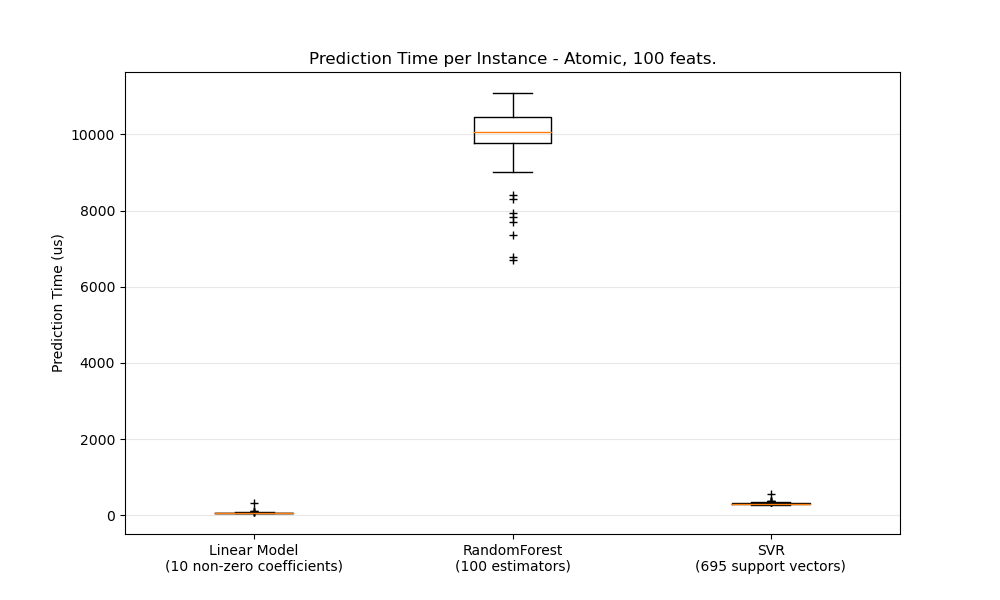 Prediction Time per Instance - Atomic, 100 feats.
Prediction Time (us)
10000
8000
6000
4000
2000
0
Linear Model
(10 non-zero coefficients)
RandomForest
(100 estimators)
SVR
(695 support vectors)